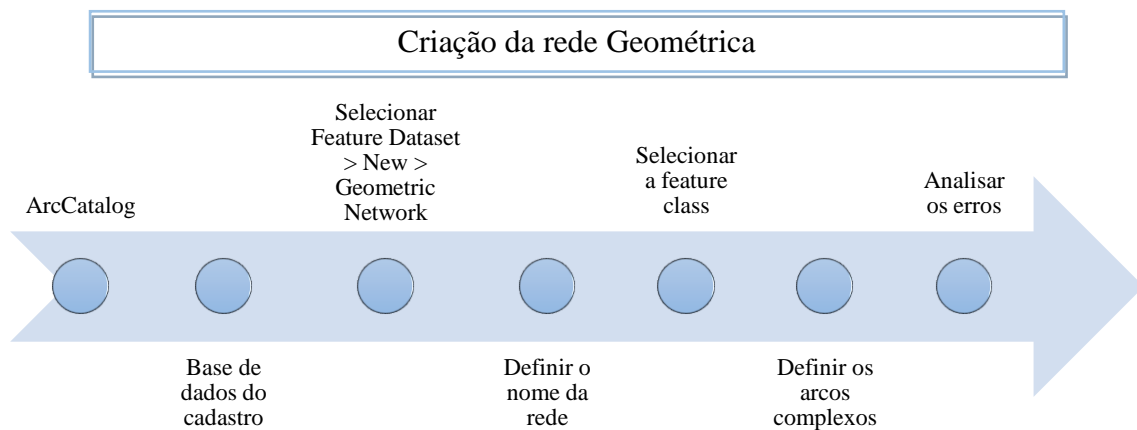 Criação da rede Geométrica
ArcCatalog
Base de
dados do
cadastro
Selecionar
Feature Dataset
> New >
Geometric
Network
Definir o
nome da
rede
Selecionar
a feature
class
Definir os
arcos
complexos
Analisar
os erros